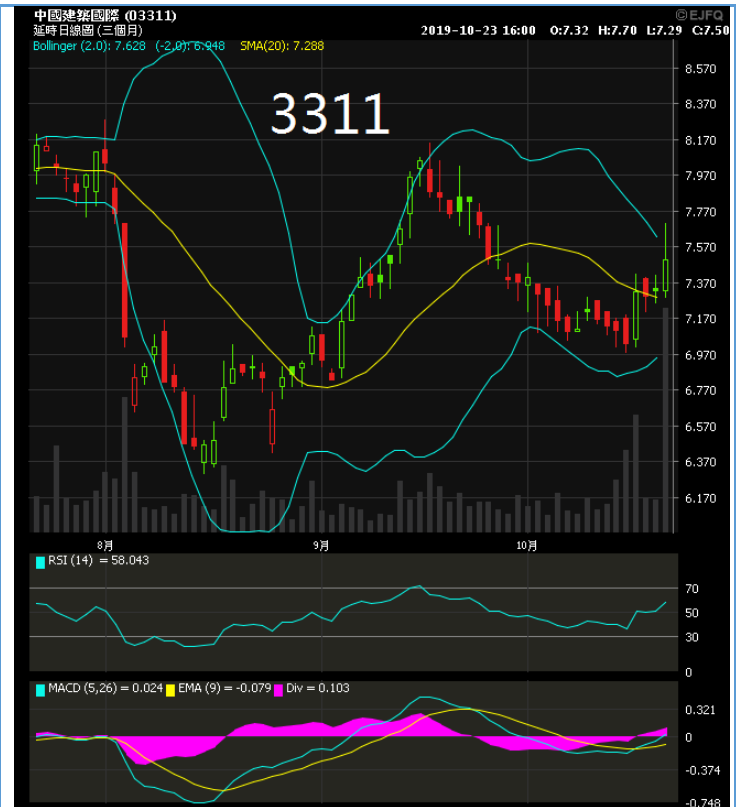 中國建築國際 (03311)
©EJFQ
延時日線圖 (三個月)
2019-10-23 16:00 O:7.32 H:7.70 L:7.29 C:7.50
Bollinger (2.0): 7.628 (-2.0): 6.948 SMA(20): 7.288
3311
8.570
8.370
8.170
7.970
7.770
7.570
7.370
7.170
6.970
6.770
6.570
6.370
6.170
8月 9月 10月
RSI (14) = 58.043
70
50
30
0
MACD (5,26) = 0.024 EMA (9) = -0.079 Div = 0.103
0.321
0
-0.374
-0.748